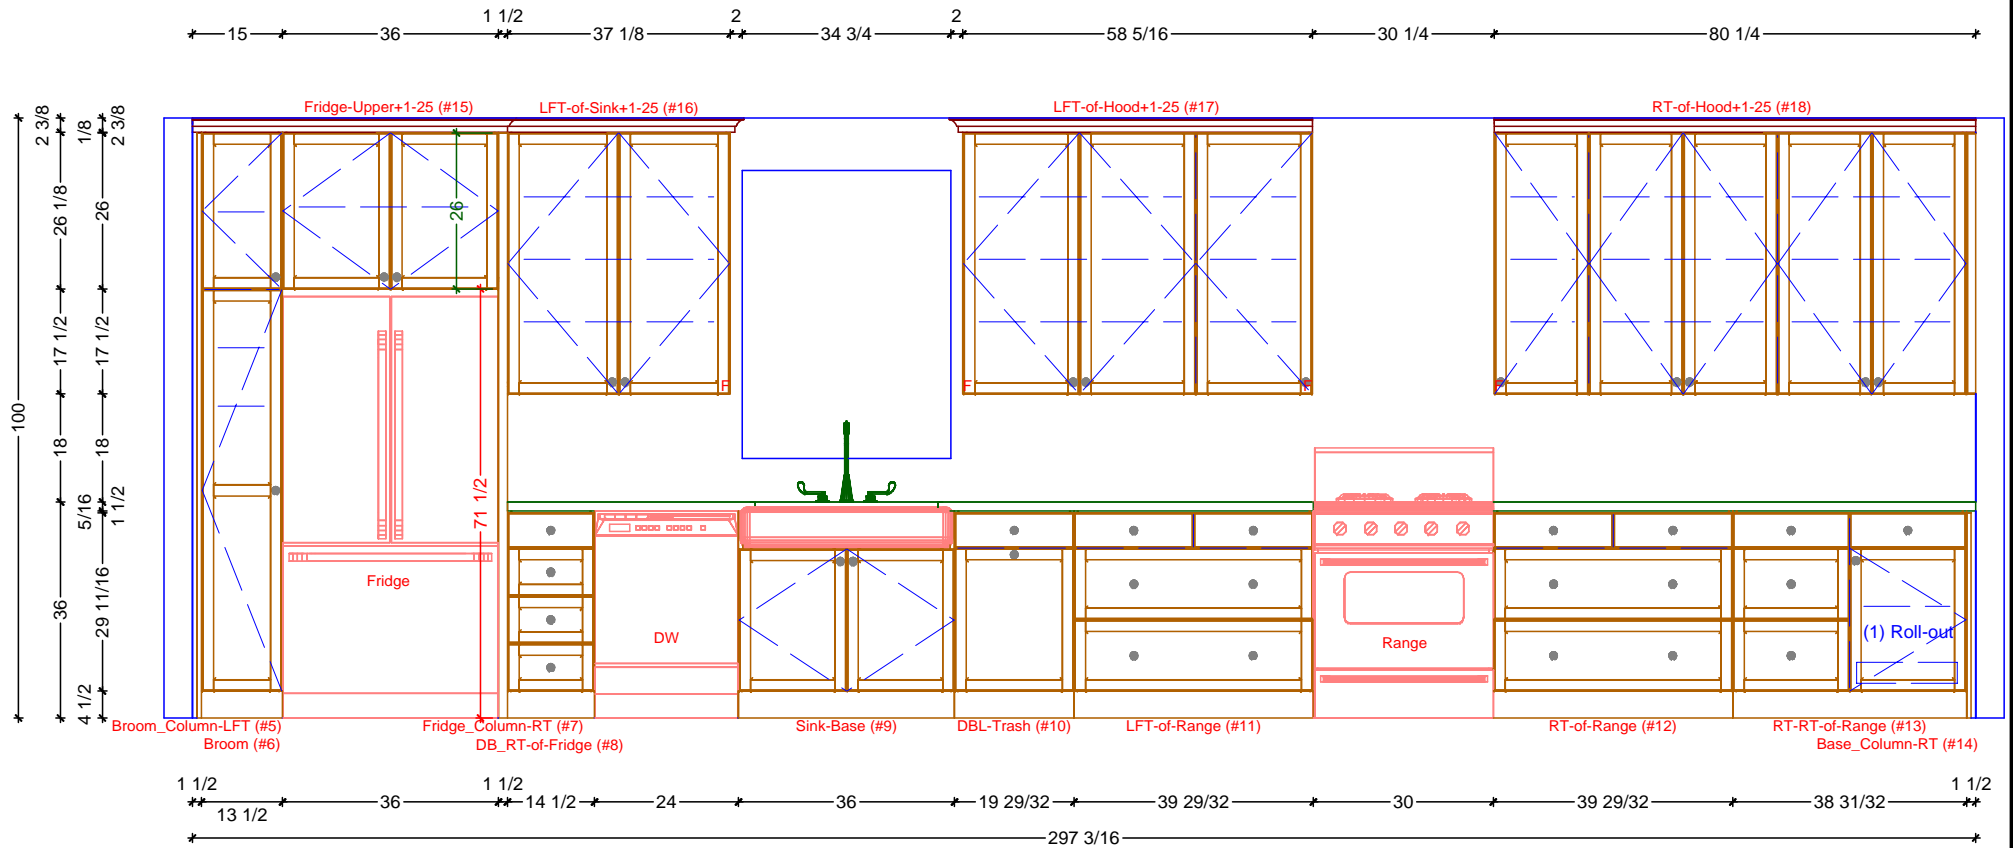 1 1/2 2 2
15 36 37 1/8 34 3/4 58 5/16 30 1/4 80 1/4
Fridge-Upper+1-25 (#15) LFT-of-Sink+1-25 (#16) LFT-of-Hood+1-25 (#17) RT-of-Hood+1-25 (#18)
100
2 3/8
26 1/8
17 1/2
18
36
1/8
5/16
29 11/16
4 1/2
2 3/8
26
17 1/2
18
1 1/2
26
71 1/2
F F F F
Fridge
DW
Range
(1) Roll-out
Broom_Column-LFT (#5) Fridge_Column-RT (#7) Sink-Base (#9) DBL-Trash (#10) LFT-of-Range (#11) RT-of-Range (#12) RT-RT-of-Range (#13)
Broom (#6) DB_RT-of-Fridge (#8) Base_Column-RT (#14)
1 1/2 1 1/2 1 1/2
36 14 1/2 24 36 19 29/32 39 29/32 30 39 29/32 38 31/32
13 1/2
297 3/16